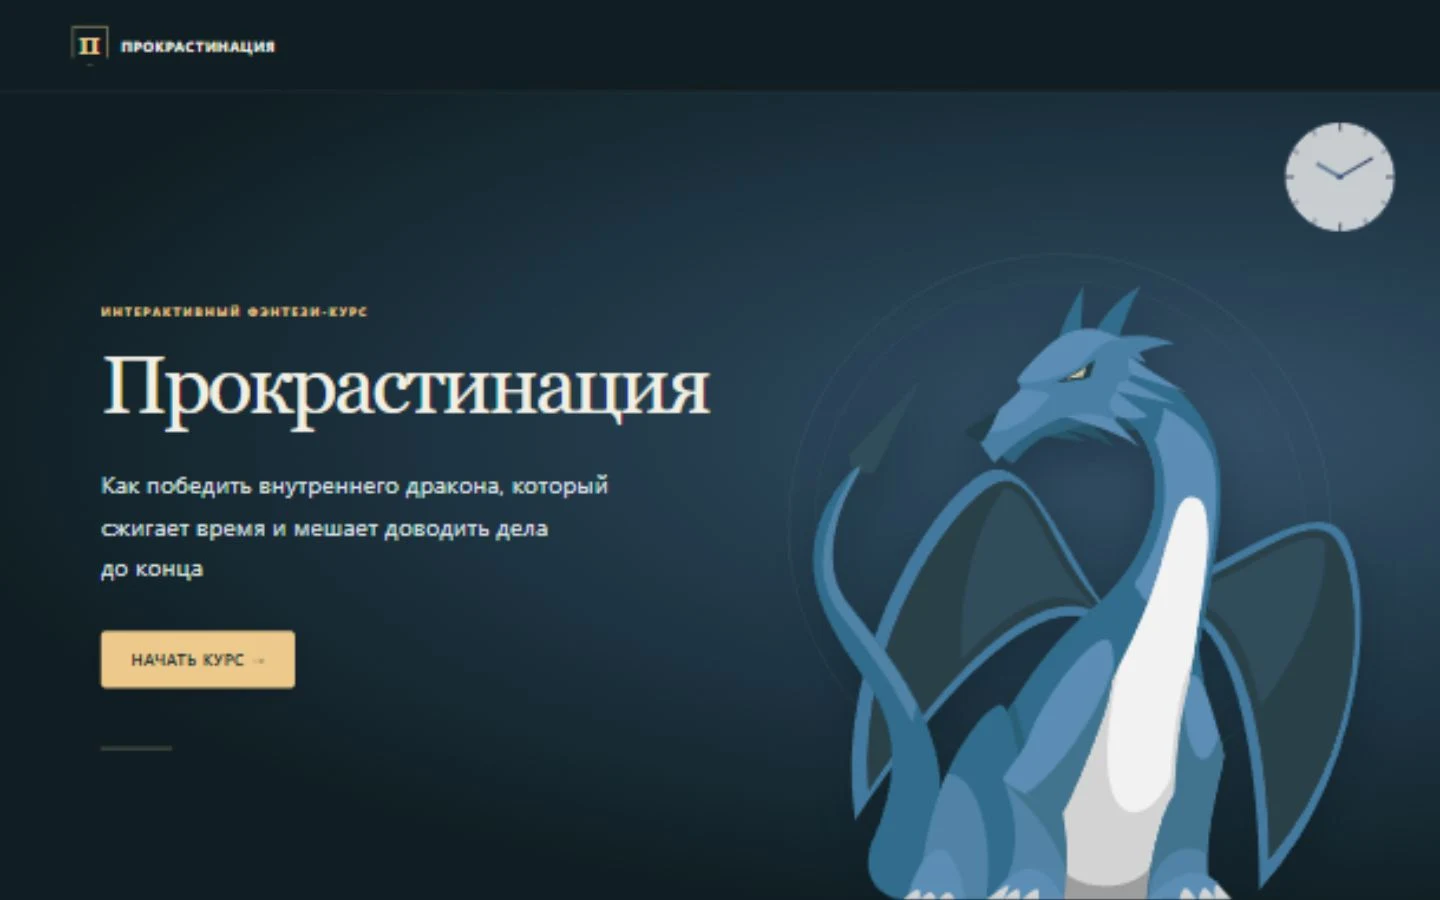 П ПРОКРАСТИНАЦИЯ
ИНТЕРАКТИВНЫЙ ФЭНТЕЗИ-КУРС
Прокрастинация
Как победить внутреннего дракона, который
сжигает время и мешает доводить дела
до конца
НАЧАТЬ КУРС →